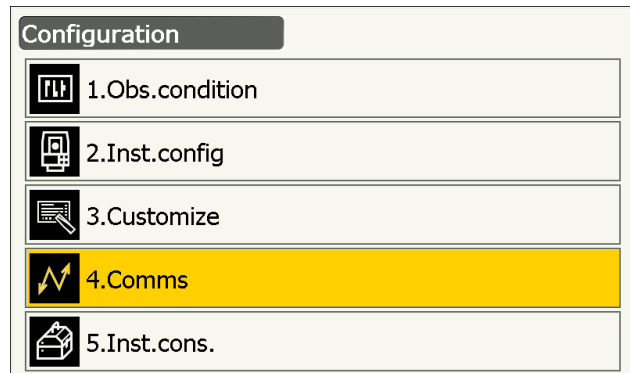 Configuration
1.Obs.condition
2.Inst.config
3.Customize
4.Comms
5.Inst.cons.